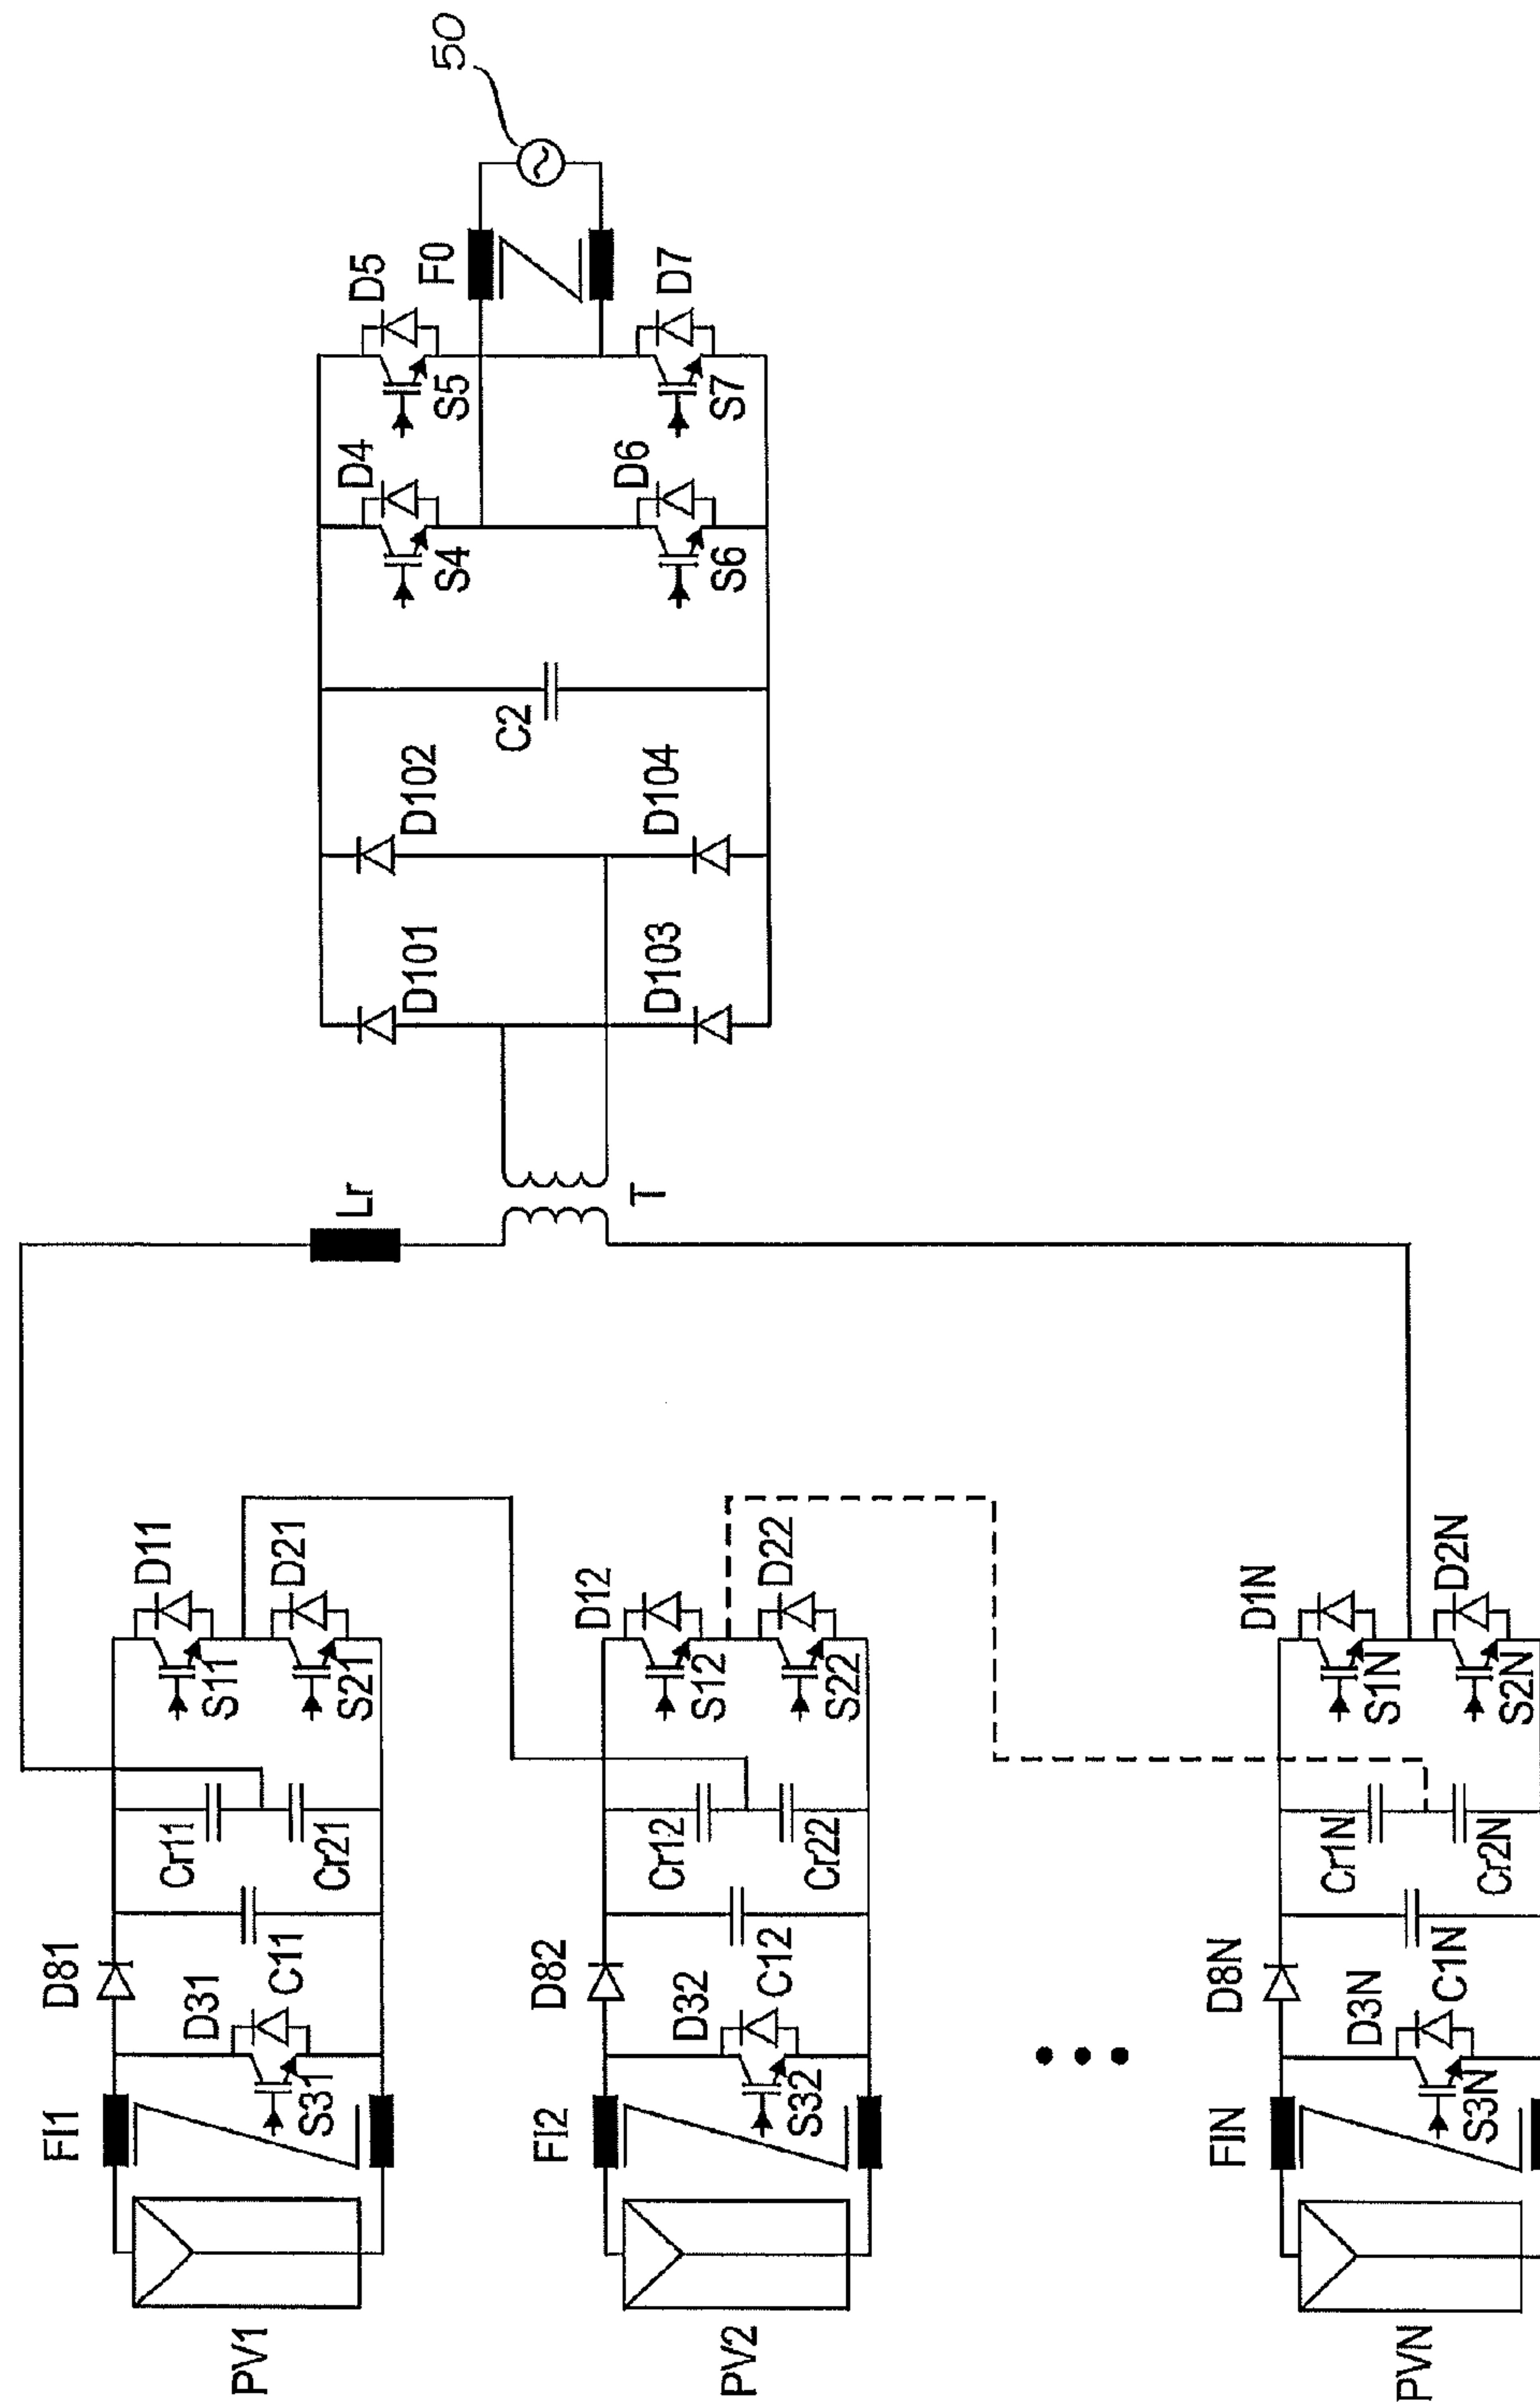 PV1
FI1
D31
S31
D81
C11
Cr11
Cr21
D11
S11
D21
S21
PV2
FI2
D32
S32
D82
C12
Cr12
Cr22
D12
S12
D22
S22
PVN
FIN
D3N
S3N
D8N
C1N
Cr1N
Cr2N
D1N
S1N
D2N
S2N
Lr
T
D101
D102
D103
D104
C2
D4
S4
D5
S5
D6
S6
D7
S7
F0
50